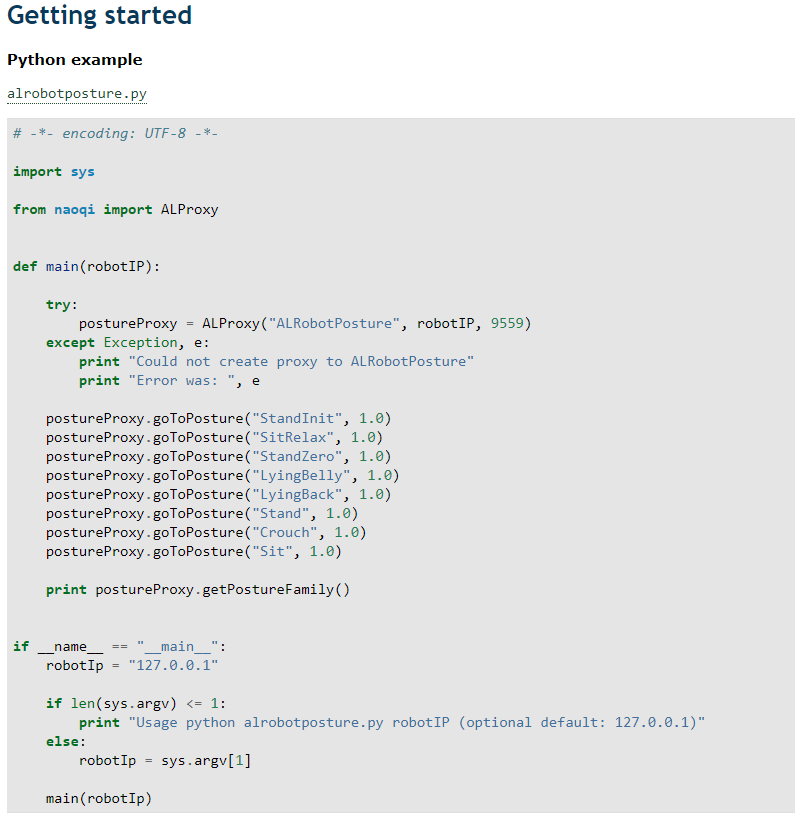 Getting started
Python example
alrobotposture.py
# -*- encoding: UTF-8 -*-
import sys
from naoqi import ALProxy
def main(robotIP):
    try:
        postureProxy = ALProxy("ALRobotPosture", robotIP, 9559)
    except Exception, e:
        print "Could not create proxy to ALRobotPosture"
        print "Error was: ", e
    postureProxy.goToPosture("StandInit", 1.0)
    postureProxy.goToPosture("SitRelax", 1.0)
    postureProxy.goToPosture("StandZero", 1.0)
    postureProxy.goToPosture("LyingBelly", 1.0)
    postureProxy.goToPosture("LyingBack", 1.0)
    postureProxy.goToPosture("Stand", 1.0)
    postureProxy.goToPosture("Crouch", 1.0)
    postureProxy.goToPosture("Sit", 1.0)
    print postureProxy.getPostureFamily()
if __name__ == "__main__":
    robotIp = "127.0.0.1"
    if len(sys.argv) <= 1:
        print "Usage python alrobotposture.py robotIP (optional default: 127.0.0.1)"
    else:
        robotIp = sys.argv[1]
    main(robotIp)